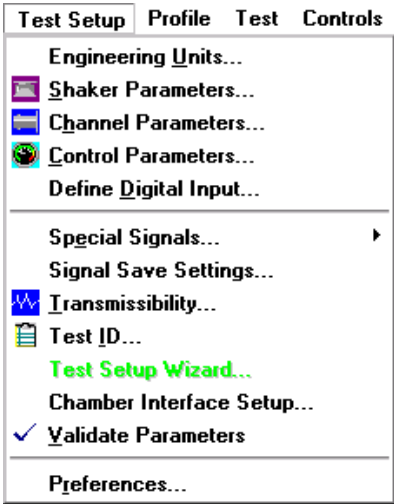 Test Setup Profile Test Controls
Engineering Units...
Shaker Parameters...
Channel Parameters...
Control Parameters...
Define Digital Input...
Special Signals...
Signal Save Settings...
Transmissibility...
Test ID...
Test Setup Wizard...
Chamber Interface Setup...
Validate Parameters
Preferences...